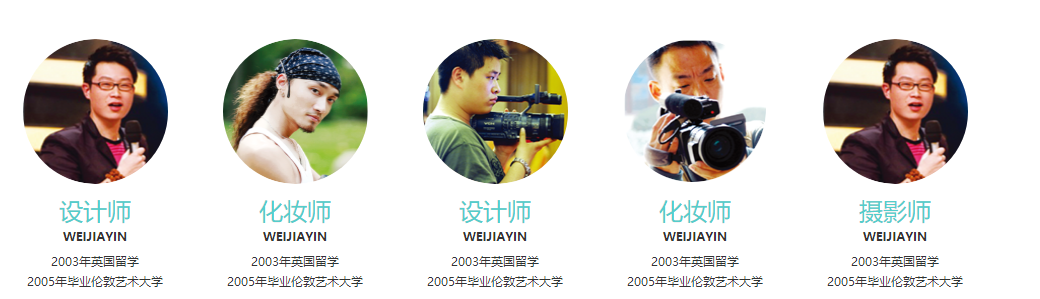 设计师 化妆师 设计师 化妆师 摄影师
WEIJIAYIN WEIJIAYIN WEIJIAYIN WEIJIAYIN WEIJIAYIN
2003年英国留学 2003年英国留学 2003年英国留学 2003年英国留学 2003年英国留学
2005年毕业伦敦艺术大学 2005年毕业伦敦艺术大学 2005年毕业伦敦艺术大学 2005年毕业伦敦艺术大学 2005年毕业伦敦艺术大学